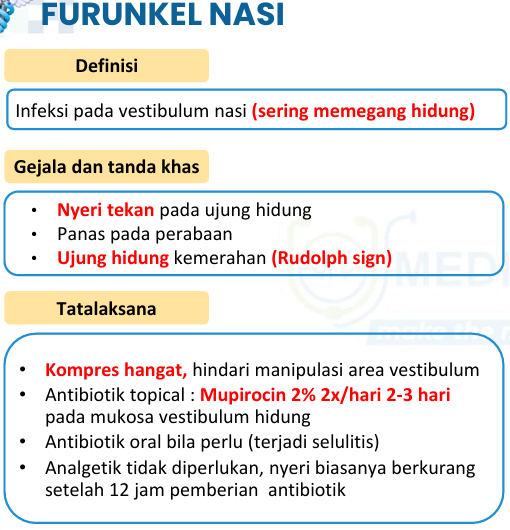 FURUNKEL NASI
Definisi
Infeksi pada vestibulum nasi (sering memegang hidung)
Gejala dan tanda khas
• Nyeri tekan pada ujung hidung
• Panas pada perabaan
• Ujung hidung kemerahan (Rudolph sign)
MEDI
make the
Tatalaksana
• Kompres hangat, hindari manipulasi area vestibulum
• Antibiotik topical : Mupirocin 2% 2x/hari 2-3 hari
pada mukosa vestibulum hidung
• Antibiotik oral bila perlu (terjadi selulitis)
• Analgetik tidak diperlukan, nyeri biasanya berkurang
setelah 12 jam pemberian antibiotik